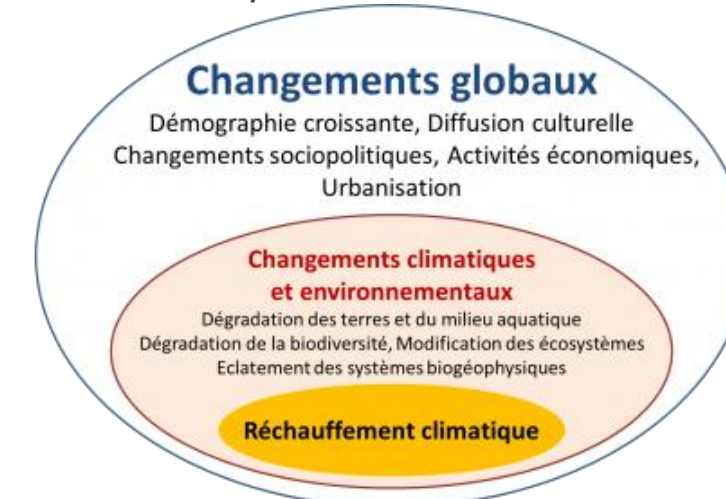 Changements globaux
Démographie croissante, Diffusion culturelle
Changements sociopolitiques, Activités économiques,
Urbanisation
Changements climatiques
et environnementaux
Dégradation des terres et du milieu aquatique
Dégradation de la biodiversité, Modification des écosystèmes
Eclatement des systèmes biogéophysiques
Réchauffement climatique